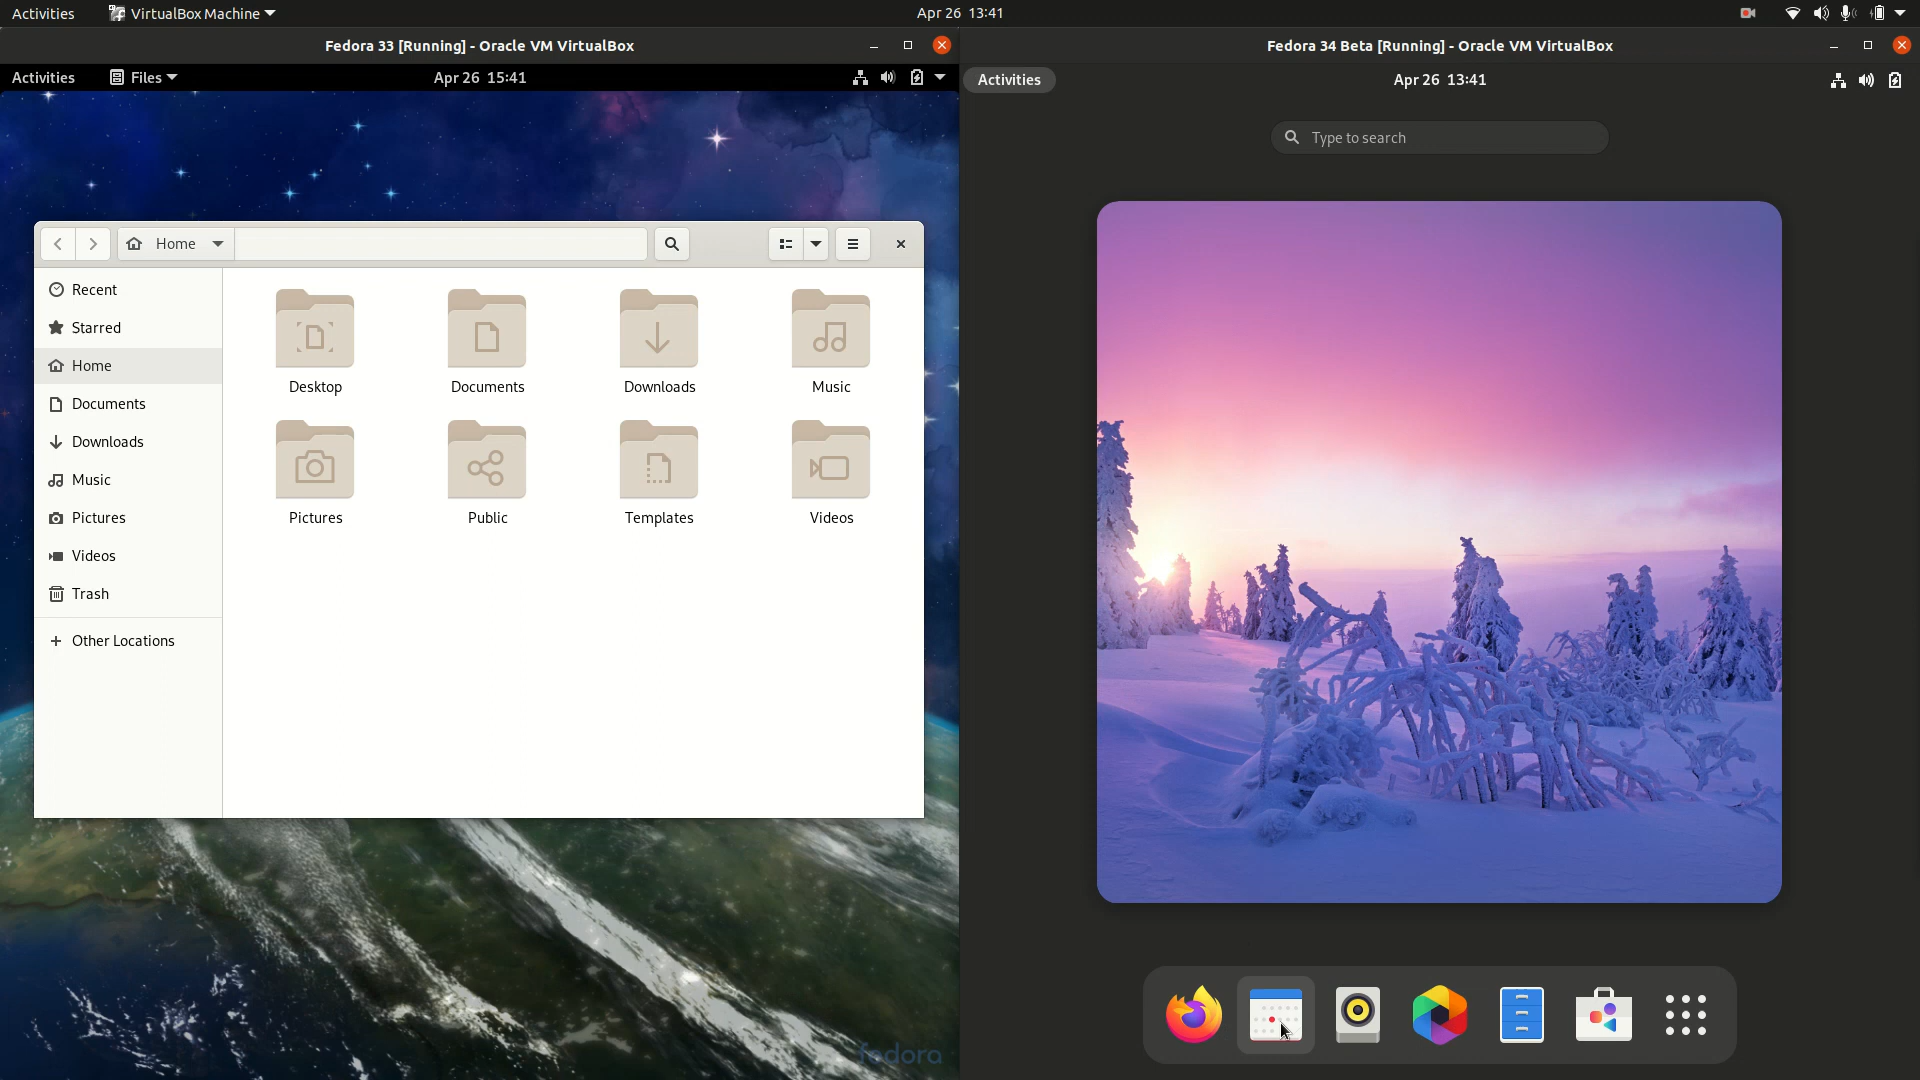 Activities
VirtualBox Machine
Apr 26 13:41
Fedora 33 [Running] - Oracle VM VirtualBox
Activities
Files
Apr 26 15:41
Home
Recent
Starred
Home
Documents
Downloads
Music
Pictures
Videos
Trash
Other Locations
Desktop
Documents
Downloads
Music
Pictures
Public
Templates
Videos
fedora
Fedora 34 Beta [Running] - Oracle VM VirtualBox
Activities
Apr 26 13:41
Type to search